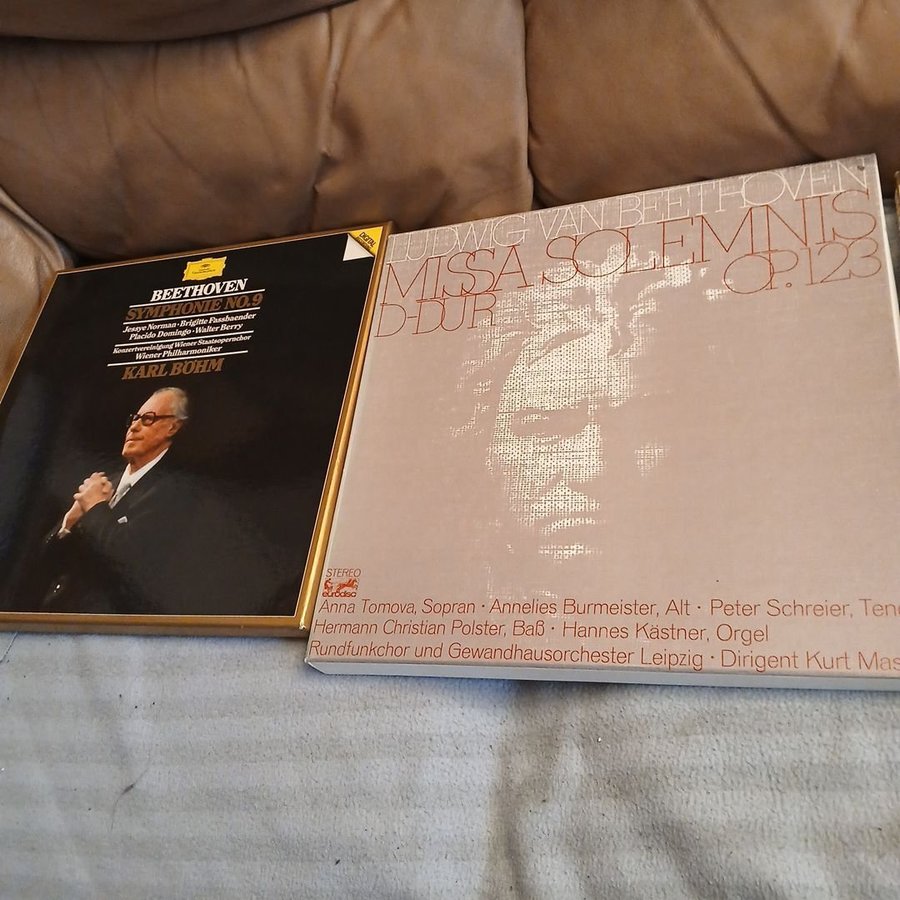 DIGITAL
BEETHOVEN
SYMPHONIE NO.9
Jessye Norman · Brigitte Fassbaender
Placido Domingo · Walter Berry
Konzertvereinigung Wiener Staatsopernchor
Wiener Philharmoniker
KARL BÖHM
LUDWIG VAN BEETHOVEN
MISSA SOLEMNIS
D-DUR OP. 123
STEREO
eurodisc
Anna Tomova, Sopran · Annelies Burmeister, Alt · Peter Schreier, Teno
Hermann Christian Polster, Baß · Hannes Kästner, Orgel
Rundfunkchor und Gewandhausorchester Leipzig · Dirigent Kurt Mas